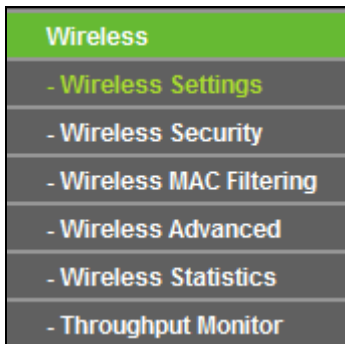 Wireless
- Wireless Settings
- Wireless Security
- Wireless MAC Filtering
- Wireless Advanced
- Wireless Statistics
- Throughput Monitor